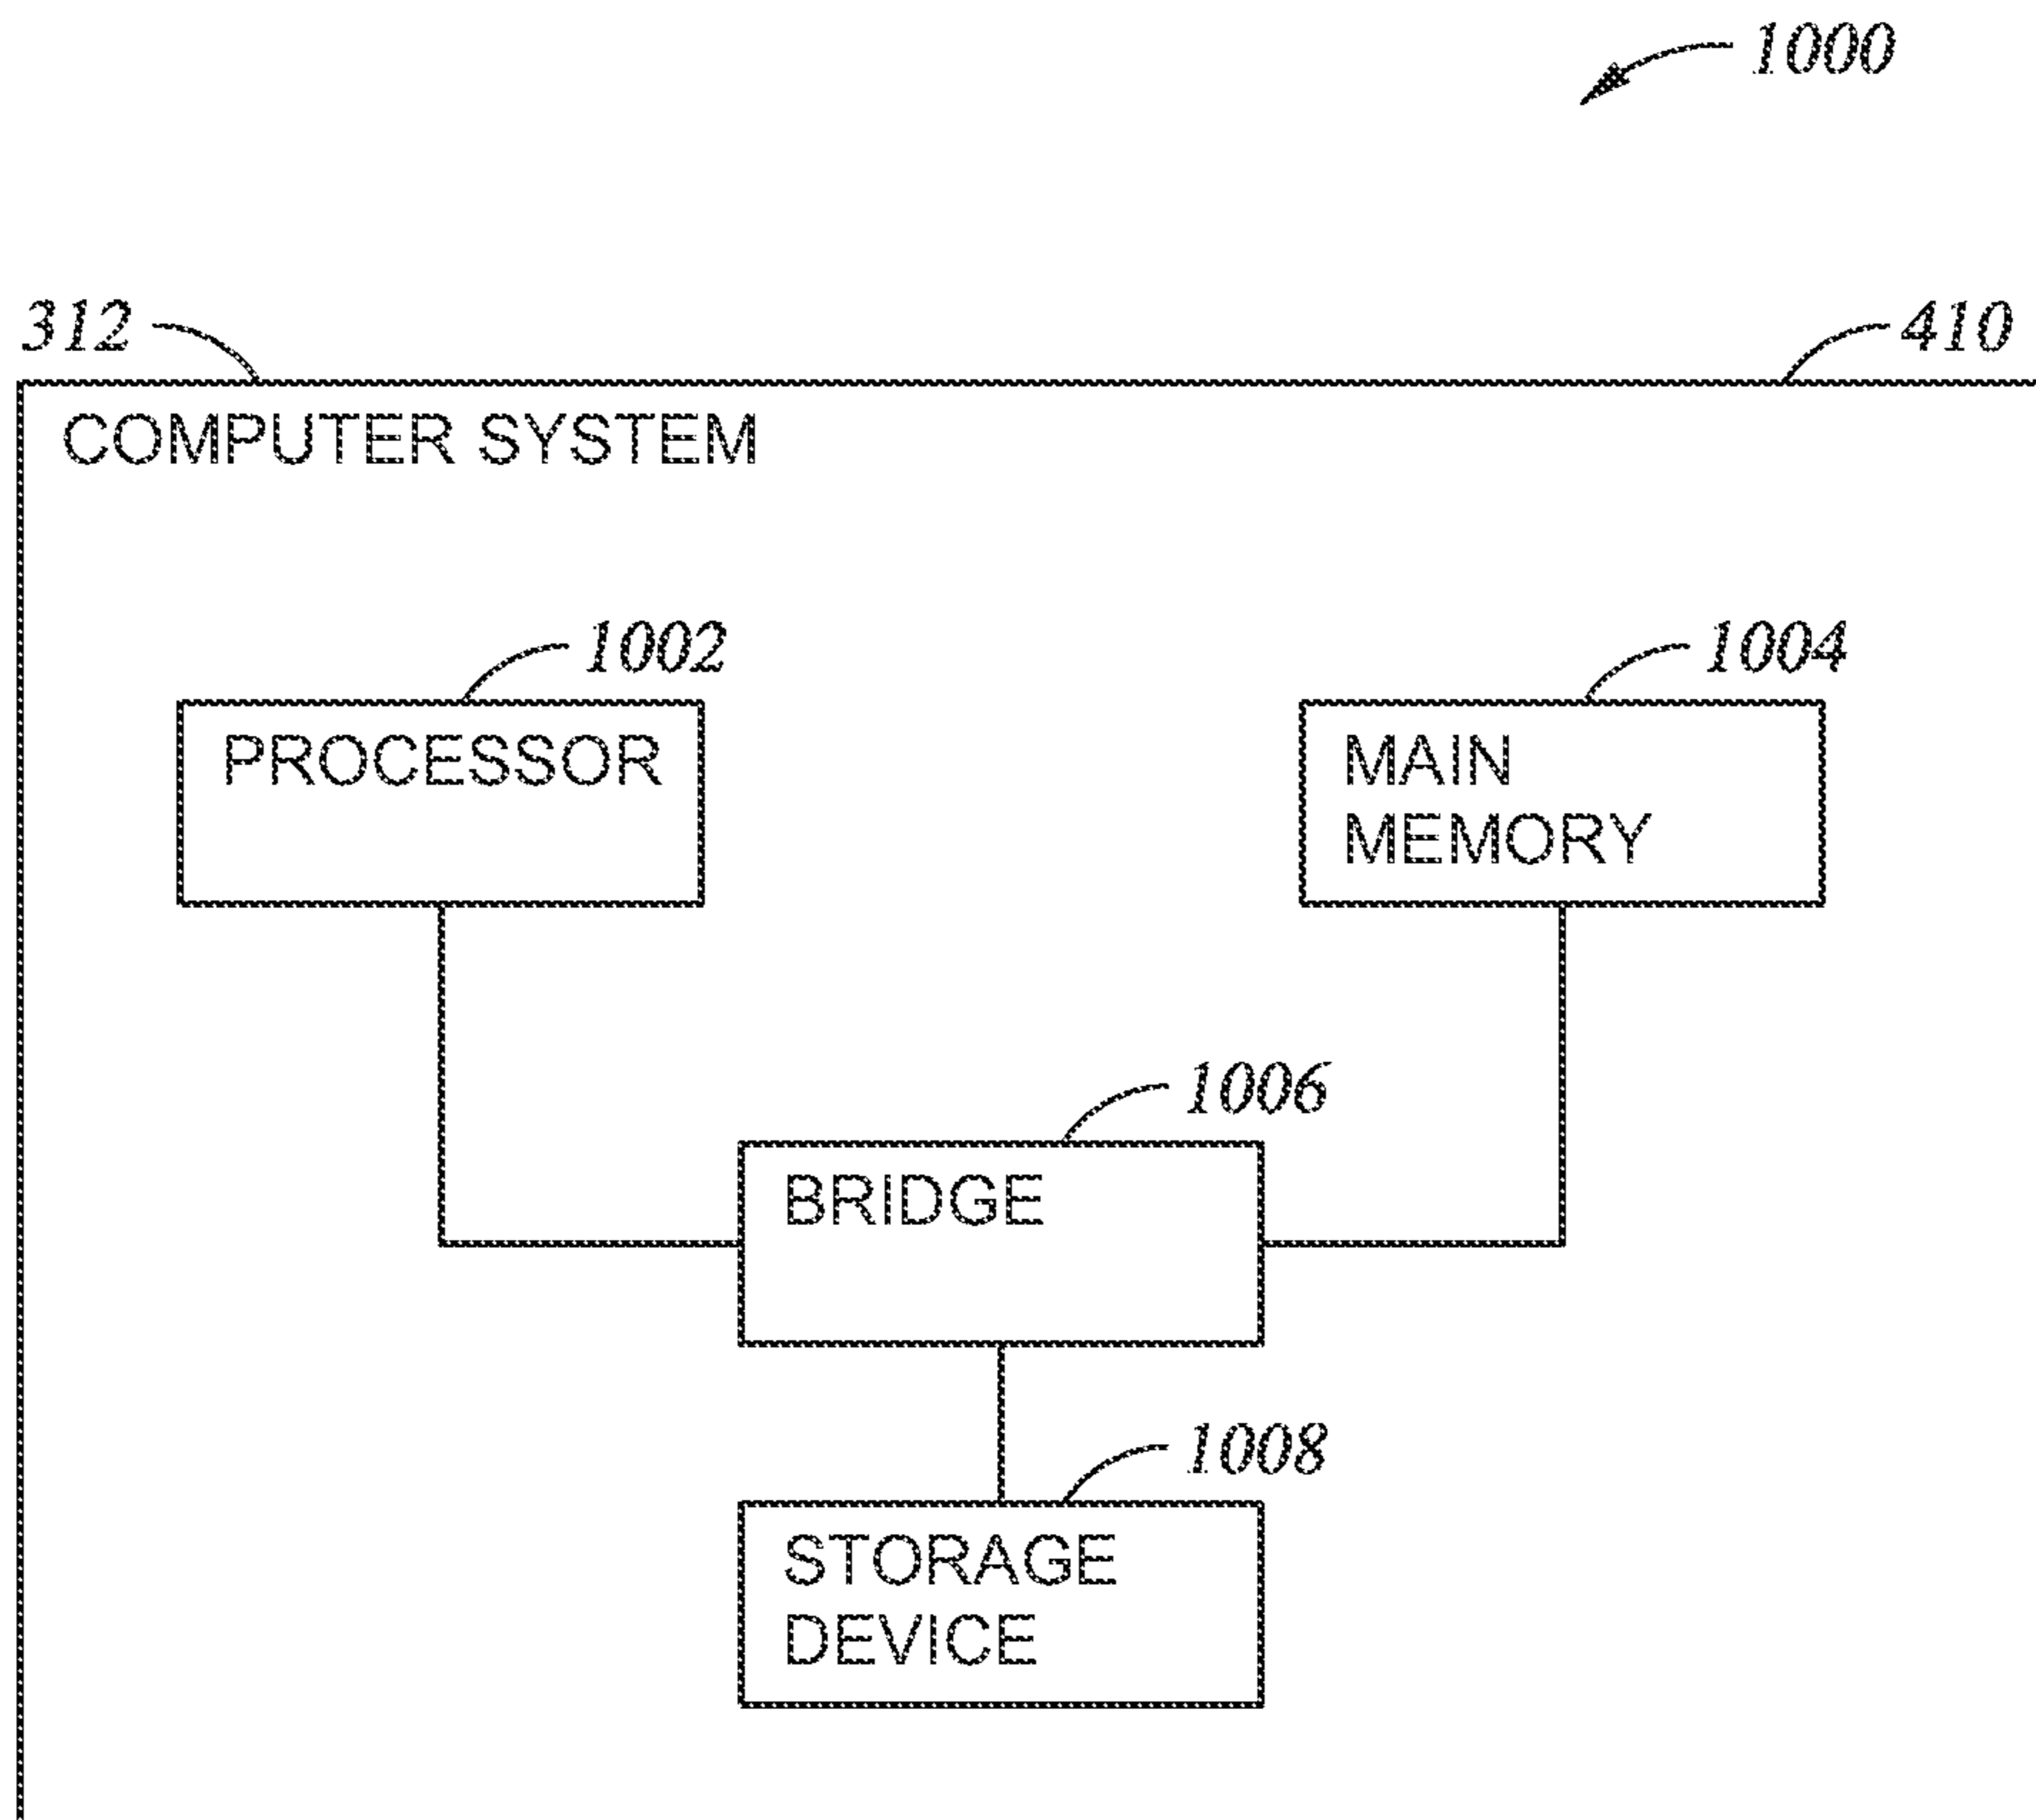 1000
312
410
COMPUTER SYSTEM
1002
1004
PROCESSOR
MAIN
MEMORY
1006
BRIDGE
1008
STORAGE
DEVICE